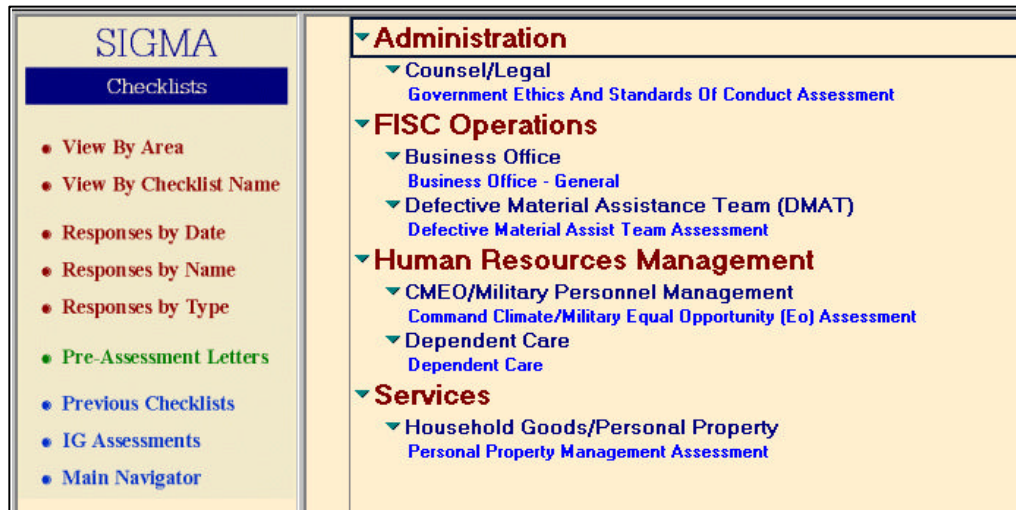 SIGMA
Checklists
View By Area
View By Checklist Name
Responses by Date
Responses by Name
Responses by Type
Pre-Assessment Letters
Previous Checklists
IG Assessments
Main Navigator
Administration
Counsel/Legal
Government Ethics And Standards Of Conduct Assessment
FISC Operations
Business Office
Business Office - General
Defective Material Assistance Team (DMAT)
Defective Material Assist Team Assessment
Human Resources Management
CMEO/Military Personnel Management
Command Climate/Military Equal Opportunity (Eo) Assessment
Dependent Care
Dependent Care
Services
Household Goods/Personal Property
Personal Property Management Assessment